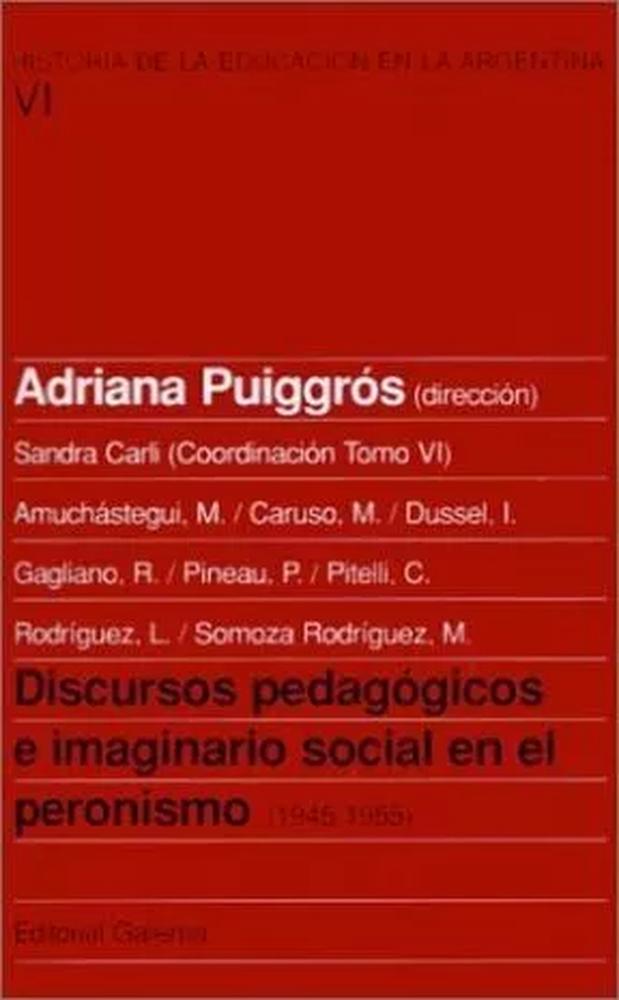 HISTORIA DE LA EDUCACION EN LA ARGENTINA
VI
Adriana Puiggrós (dirección)
Sandra Carli (Coordinación Tomo VI)
Amuchástegui, M. / Caruso, M. / Dussel, I.
Gagliano, R. / Pineau, P. / Pitelli, C.
Rodríguez, L. / Somoza Rodríguez, M.
Discursos pedagógicos
e imaginario social en el
peronismo (1945-1955)
Editorial Galerna